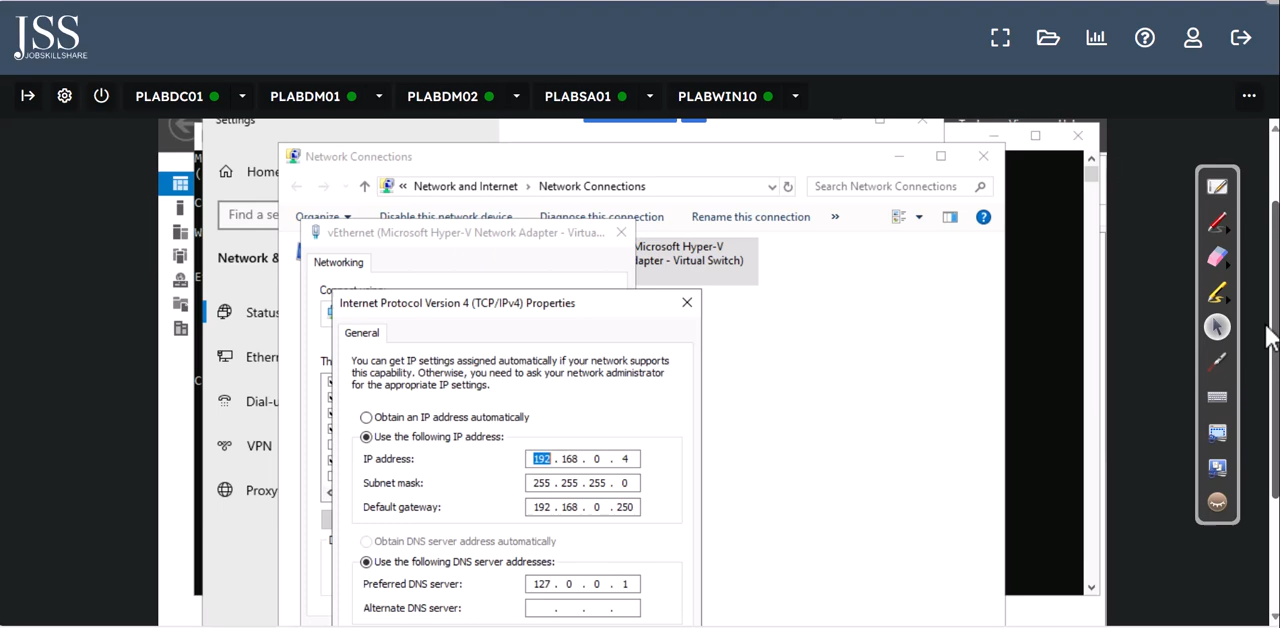 JSS
JOBSKILLSHARE
PLABDC01
PLABDM01
PLABDM02
PLABSA01
PLABWIN10
Settings
Home
Find a se
Network &
Status
Ethern
Dial-u
VPN
Proxy
Network Connections
« Network and Internet > Network Connections
Search Network Connections
Organize
Disable this network device
Diagnose this connection
Rename this connection
»
Microsoft Hyper-V
dapter - Virtual Switch)
vEthernet (Microsoft Hyper-V Network Adapter - Virtua...
Networking
Internet Protocol Version 4 (TCP/IPv4) Properties
General
You can get IP settings assigned automatically if your network supports
this capability. Otherwise, you need to ask your network administrator
for the appropriate IP settings.
Obtain an IP address automatically
Use the following IP address:
IP address: 192 . 168 . 0 . 4
Subnet mask: 255 . 255 . 255 . 0
Default gateway: 192 . 168 . 0 . 250
Obtain DNS server address automatically
Use the following DNS server addresses:
Preferred DNS server: 127 . 0 . 0 . 1
Alternate DNS server: . . .